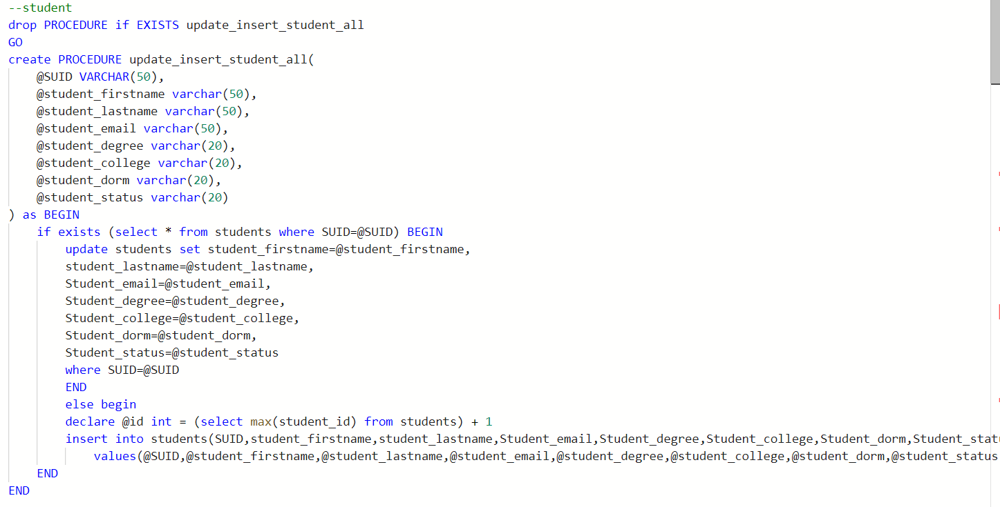 --student
drop PROCEDURE if EXISTS update_insert_student_all
GO
create PROCEDURE update_insert_student_all(
    @SUID VARCHAR(50),
    @student_firstname varchar(50),
    @student_lastname varchar(50),
    @student_email varchar(50),
    @student_degree varchar(20),
    @student_college varchar(20),
    @student_dorm varchar(20),
    @student_status varchar(20)
) as BEGIN
    if exists (select * from students where SUID=@SUID) BEGIN
        update students set student_firstname=@student_firstname,
        student_lastname=@student_lastname,
        Student_email=@student_email,
        Student_degree=@student_degree,
        Student_college=@student_college,
        Student_dorm=@student_dorm,
        Student_status=@student_status
        where SUID=@SUID
        END
        else begin
        declare @id int = (select max(student_id) from students) + 1
        insert into students(SUID,student_firstname,student_lastname,Student_email,Student_degree,Student_college,Student_dorm,
            values(@SUID,@student_firstname,@student_lastname,@student_email,@student_degree,@student_college,@student_dorm,@student_status
    END
END